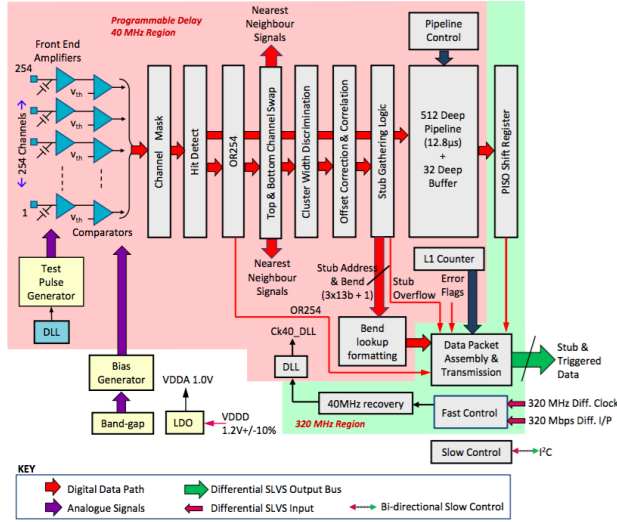 Programmable Delay
40 MHz Region
Nearest
Neighbour
Signals
Pipeline
Control
Front End
Amplifiers
254
254 Channels
1
Vth
Vth
Vth
Vth
Comparators
Channel Mask
Hit Detect
OR254
Top & Bottom Channel Swap
Cluster Width Discrimination
Offset Correction & Correlation
Stub Gathering Logic
512 Deep
Pipeline
(12.8µs)
+
32 Deep
Buffer
PISO Shift Register
Nearest
Neighbour
Signals
Test
Pulse
Generator
DLL
Stub Address
& Bend
(3x13b + 1)
Stub
Overflow
L1 Counter
Error
Flags
OR254
Ck40_DLL
Bend
lookup
formatting
Data Packet
Assembly &
Transmission
Stub &
Triggered
Data
Bias
Generator
VDDA 1.0V
DLL
40MHz recovery
Fast Control
320 MHz Diff. Clock
320 Mbps Diff. I/P
Band-gap
LDO
VDDD
1.2V+/-10%
320 MHz Region
Slow Control
I²C
KEY
Digital Data Path
Differential SLVS Output Bus
Analogue Signals
Differential SLVS Input
Bi-directional Slow Control